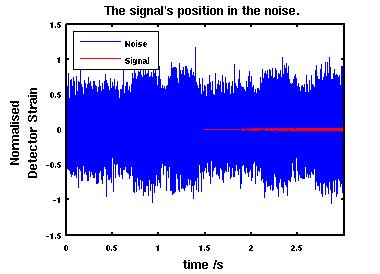 The signal's position in the noise.
1.5
Noise
Signal
1
0.5
0
-0.5
-1
-1.5
Normalised
Detector Strain
0 0.5 1 1.5 2 2.5
time /s